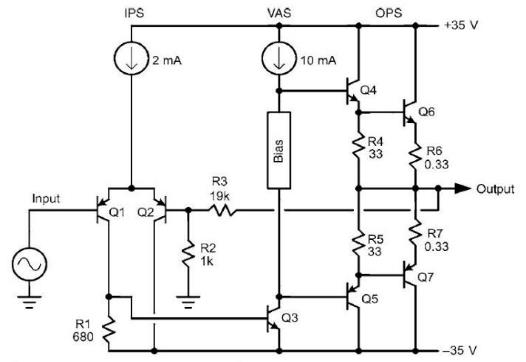 IPS VAS OPS
+35 V
2 mA 10 mA
Q4
Q6
R4
33
R6
0.33
Bias
Input
R3
19k
Output
Q1 Q2
R2
1k
R5
33
R7
0.33
Q7
Q5
Q3
R1
680
–35 V